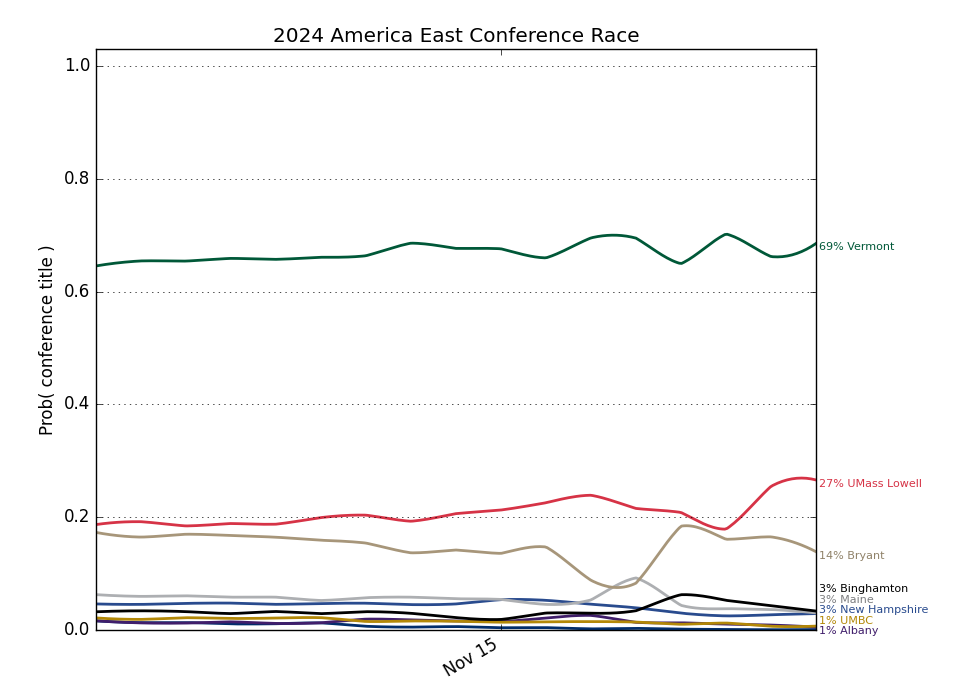 2024 America East Conference Race
1.0
0.8
0.6
0.4
0.2
0.0
Prob( conference title )
Nov 15
69% Vermont
27% UMass Lowell
14% Bryant
3% Binghamton
3% Maine
3% New Hampshire
1% UMBC
1% Albany